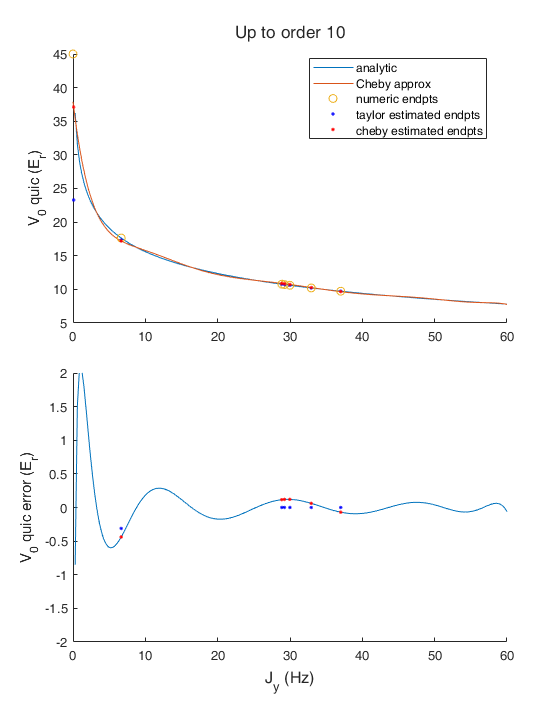 Up to order 10
45
40
35
30
25
20
15
10
5
V0 quic (Er)
analytic
Cheby approx
numeric endpts
taylor estimated endpts
cheby estimated endpts
0 10 20 30 40 50 60
Jy (Hz)
2
1.5
1
0.5
0
-0.5
-1
-1.5
-2
V0 quic error (Er)
0 10 20 30 40 50 60
Jy (Hz)